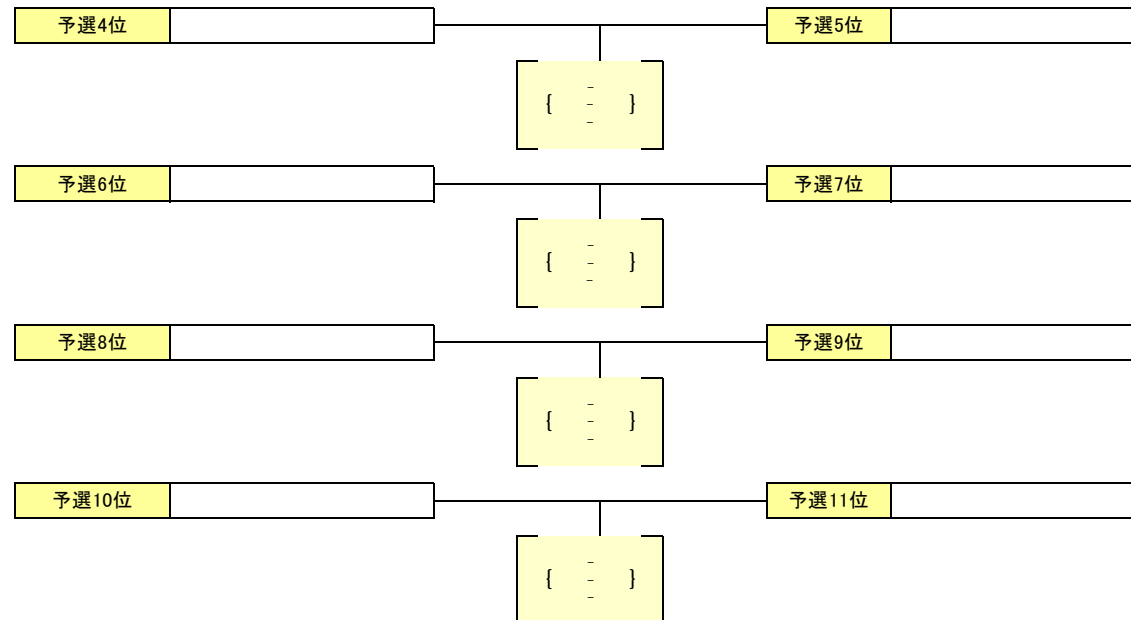 予選4位 予選5位
-
{ - }
-
予選6位 予選7位
-
{ - }
-
予選8位 予選9位
-
{ - }
-
予選10位 予選11位
-
{ - }
-